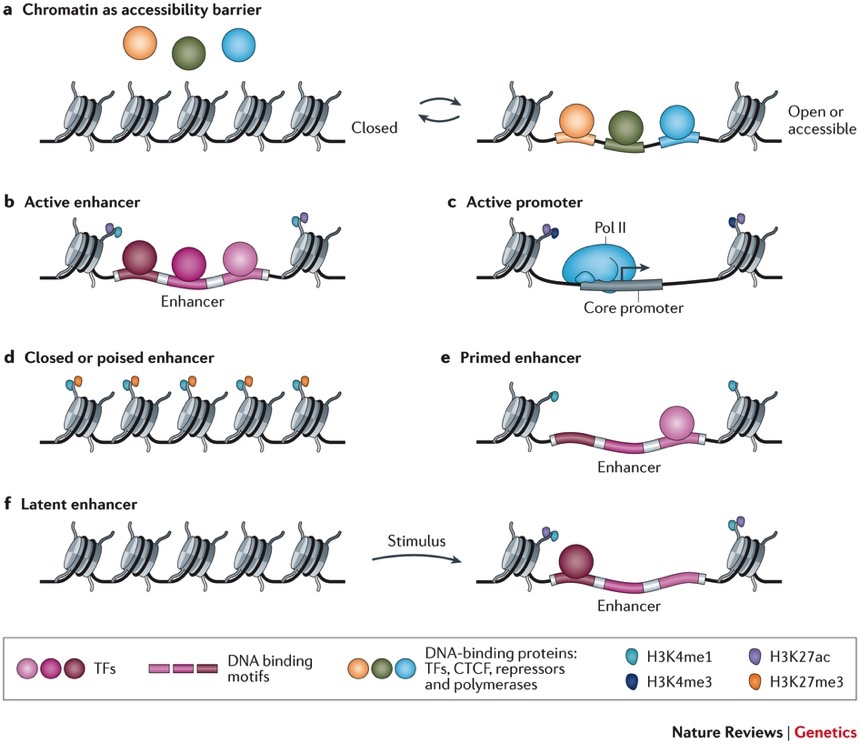 a Chromatin as accessibility barrier
Closed
Open or
accessible
b Active enhancer
Enhancer
c Active promoter
Pol II
Core promoter
d Closed or poised enhancer
e Primed enhancer
Enhancer
f Latent enhancer
Stimulus
Enhancer
TFs
DNA binding
motifs
DNA-binding proteins:
TFs, CTCF, repressors
and polymerases
H3K4me1
H3K27ac
H3K4me3
H3K27me3
Nature Reviews | Genetics